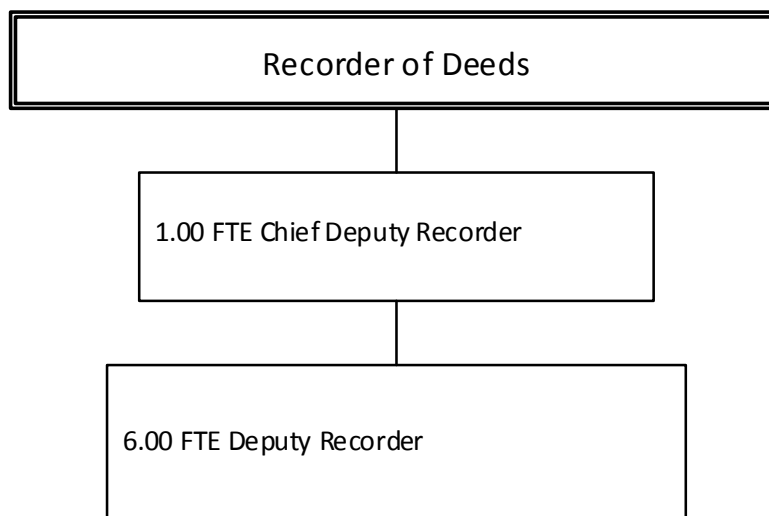 Recorder of Deeds
1.00 FTE Chief Deputy Recorder
6.00 FTE Deputy Recorder